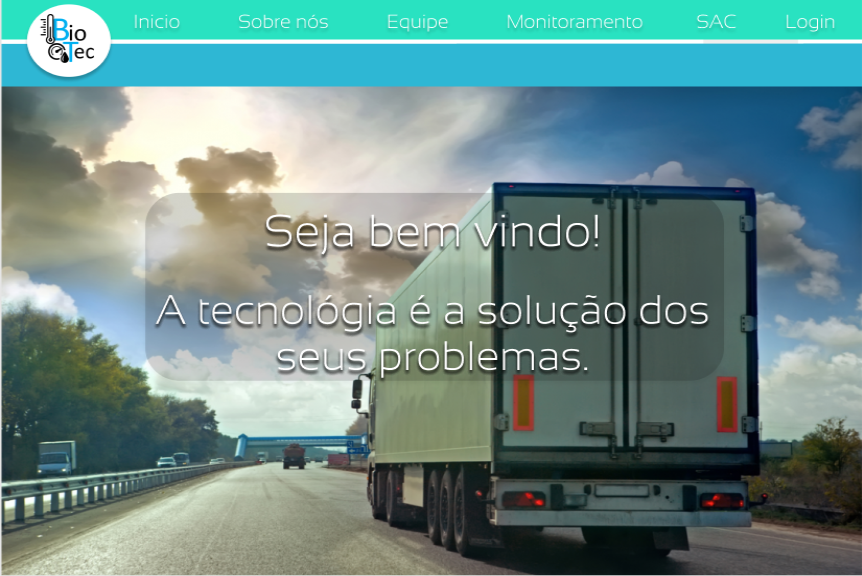 Bio
Tec
Inicio Sobre nós Equipe Monitoramento SAC Login
Seja bem vindo!
A tecnológia é a solução dos
seus problemas.